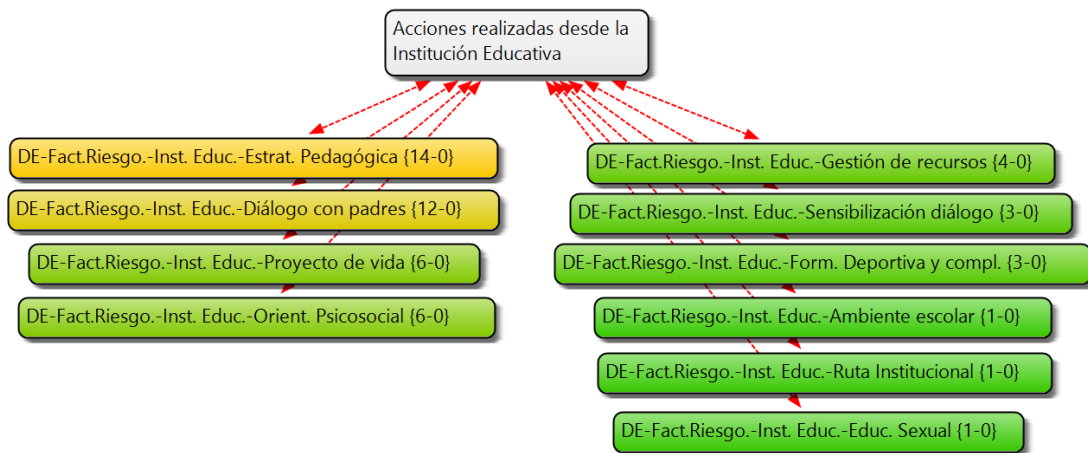 Acciones realizadas desde la
Institución Educativa
DE-Fact.Riesgo.-Inst. Educ.-Estrat. Pedagógica {14-0}
DE-Fact.Riesgo.-Inst. Educ.-Diálogo con padres {12-0}
DE-Fact.Riesgo.-Inst. Educ.-Proyecto de vida {6-0}
DE-Fact.Riesgo.-Inst. Educ.-Orient. Psicosocial {6-0}
DE-Fact.Riesgo.-Inst. Educ.-Gestión de recursos {4-0}
DE-Fact.Riesgo.-Inst. Educ.-Sensibilización diálogo {3-0}
DE-Fact.Riesgo.-Inst. Educ.-Form. Deportiva y compl. {3-0}
DE-Fact.Riesgo.-Inst. Educ.-Ambiente escolar {1-0}
DE-Fact.Riesgo.-Inst. Educ.-Ruta Institucional {1-0}
DE-Fact.Riesgo.-Inst. Educ.-Educ. Sexual {1-0}